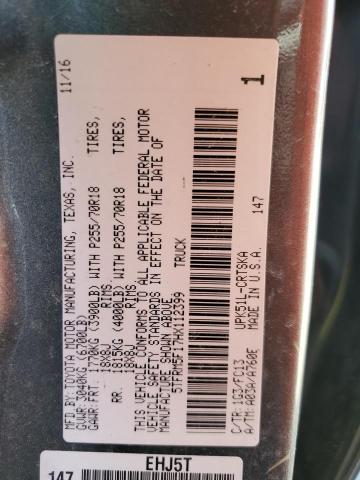 MFD. BY:
TOYOTA MOTOR MANUFACTURING, TEXAS, INC. 11/16
GVWR: 3040KG (6700LB)
GAWR: FRT. 1770KG (3900LB) WITH P255/70R18 TIRES,
18X8J RIMS
RR. 1815KG (4000LB) WITH P255/70R18 TIRES,
18X8J RIMS
THIS VEHICLE CONFORMS TO ALL APPLICABLE FEDERAL MOTOR
VEHICLE SAFETY STANDARDS IN EFFECT ON THE DATE OF
MANUFACTURE SHOWN ABOVE.
5TFRM5F17HX112399 TRUCK
1
C/TR: 1G3/FC13 UPK51L-CRTSKA 147
A/TM: A03A/A760E MADE IN U.S.A.
EHJ5T
147